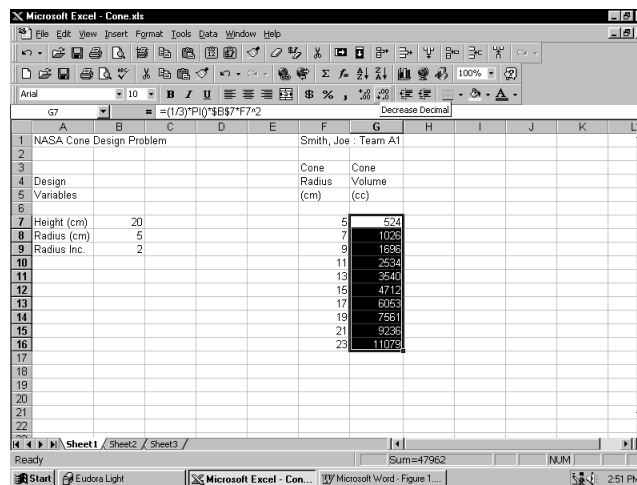 Microsoft Excel - Cone.xls
File Edit View Insert Format Tools Data Window Help
100%
Arial 10 B I U $ % ,
G7 = =(1/3)*PI()*$B$7*F7^2 Decrease Decimal
A B C D E F G H I J K L
1 NASA Cone Design Problem Smith, Joe : Team A1
2
3 Cone Cone
4 Design Radius Volume
5 Variables (cm) (cc)
6
7 Height (cm) 20 5 524
8 Radius (cm) 5 7 1026
9 Radius Inc. 2 9 1696
10 11 2534
11 13 3540
12 15 4712
13 17 6053
14 19 7561
15 21 9236
16 23 11079
17
18
19
20
21
22
Sheet1 Sheet2 Sheet3
Ready Sum=47962 NUM
Start Eudora Light Microsoft Excel - Con... Microsoft Word - Figure 1.... 2:51 PM